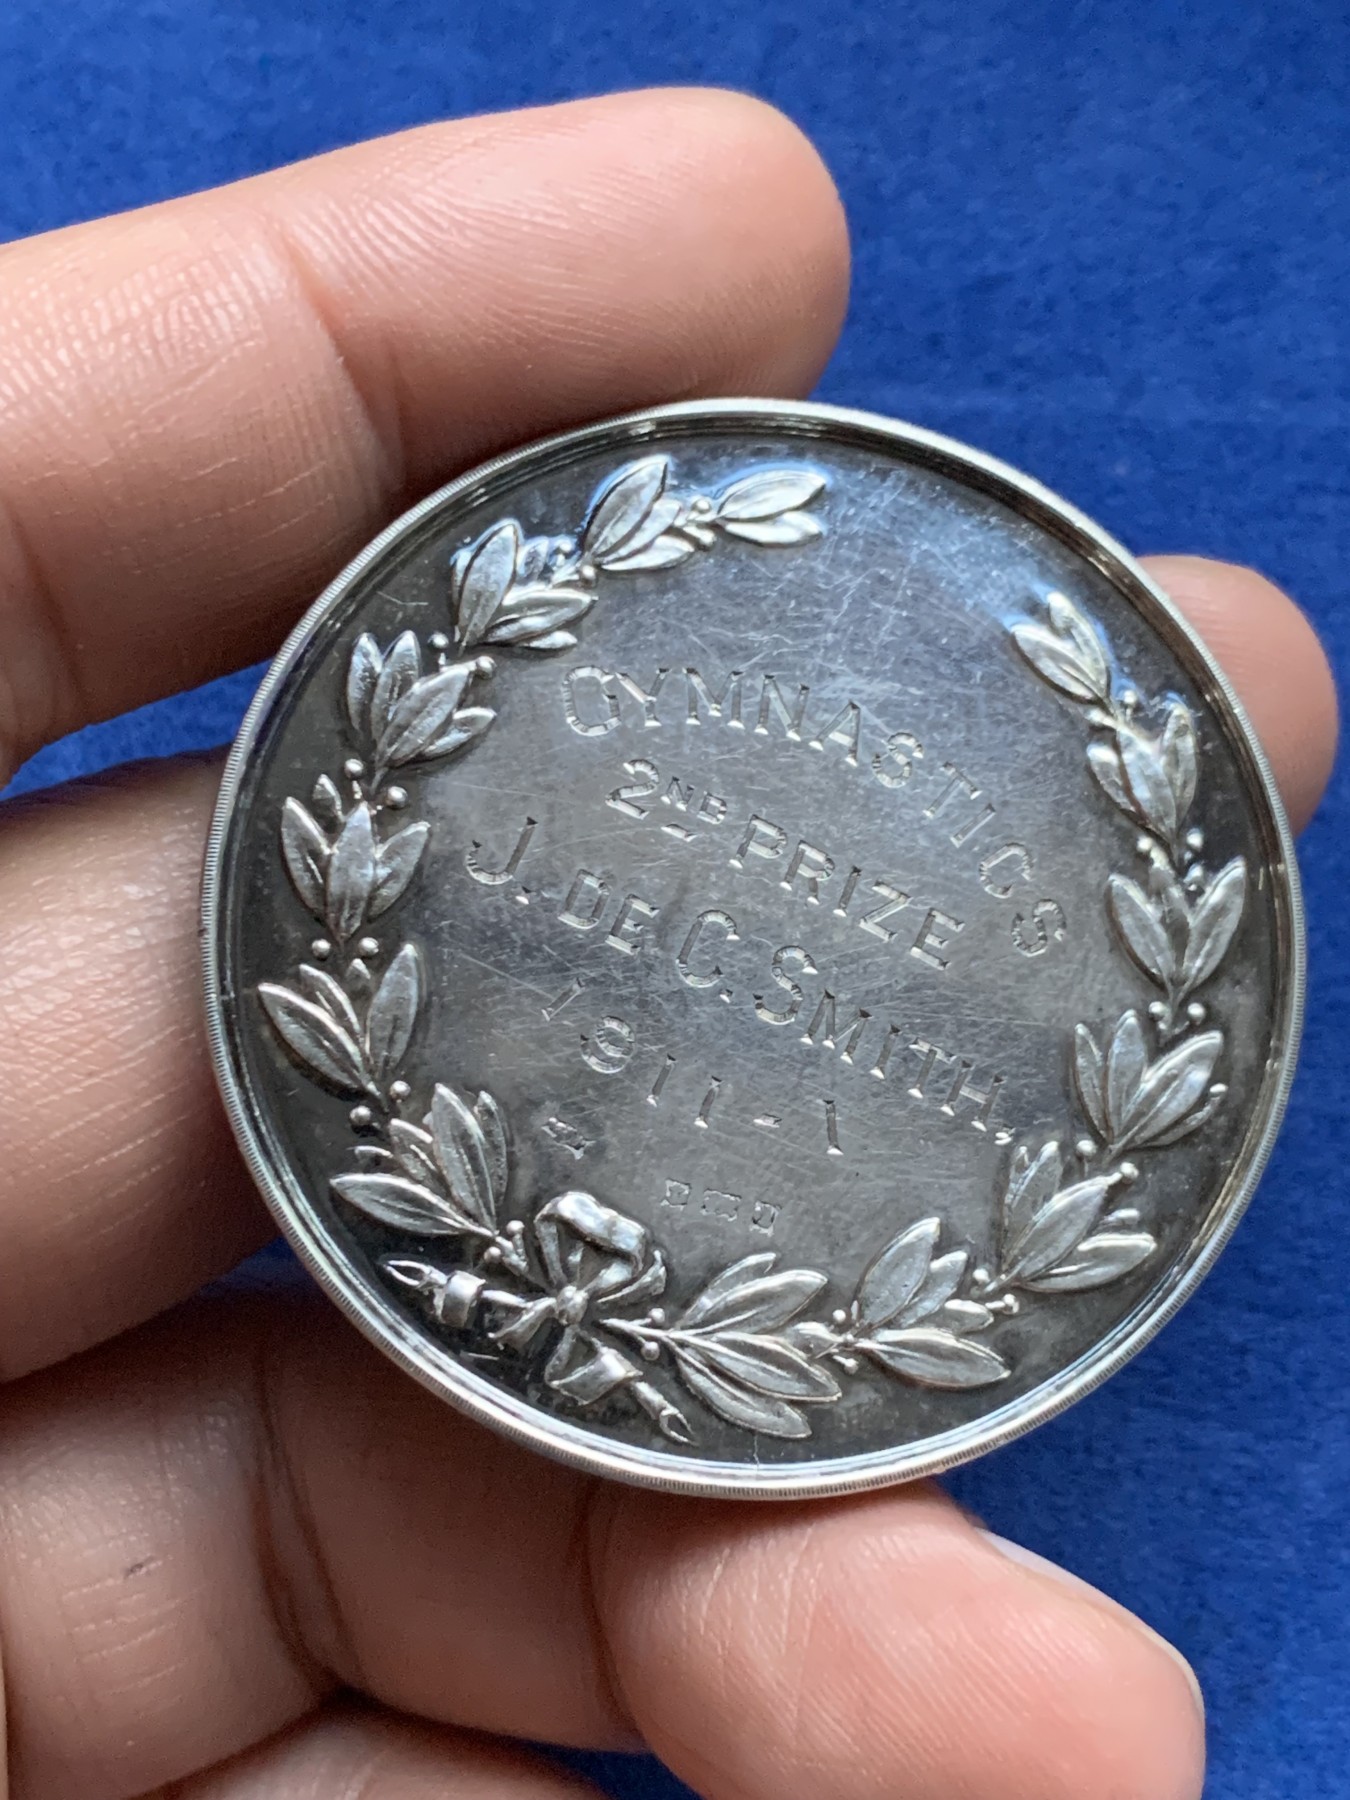 GYMNASTICS
2ND PRIZE
J. DE C. SMITH,
1911-1